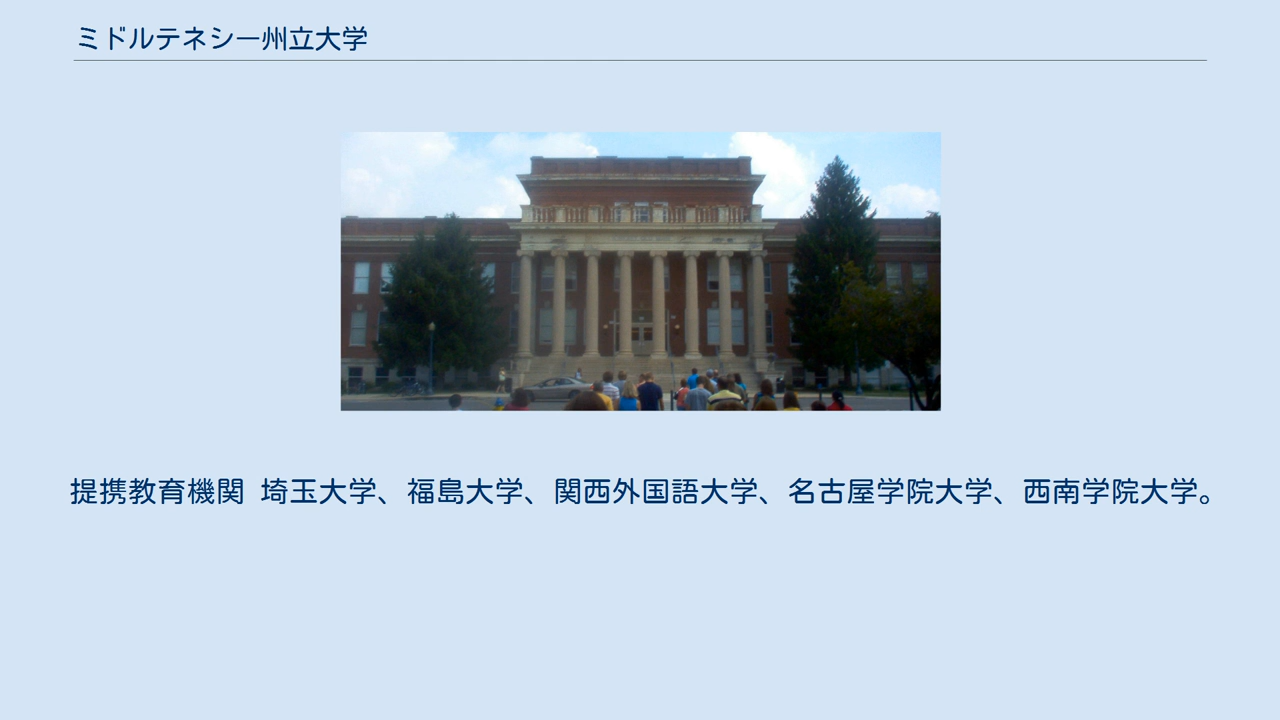 ミドルテネシー州立大学
提携教育機関 埼玉大学、福島大学、関西外国語大学、名古屋学院大学、西南学院大学。